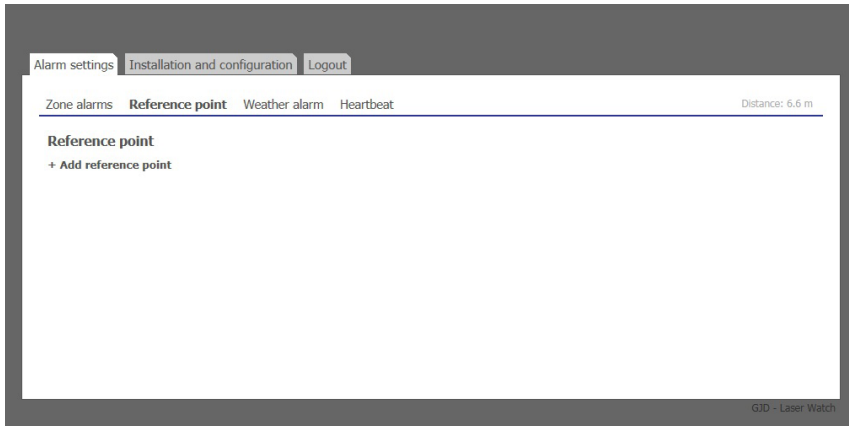 Alarm settings Installation and configuration Logout
Zone alarms Reference point Weather alarm Heartbeat Distance: 6.6 m
Reference point
+ Add reference point
GJD - Laser Watch